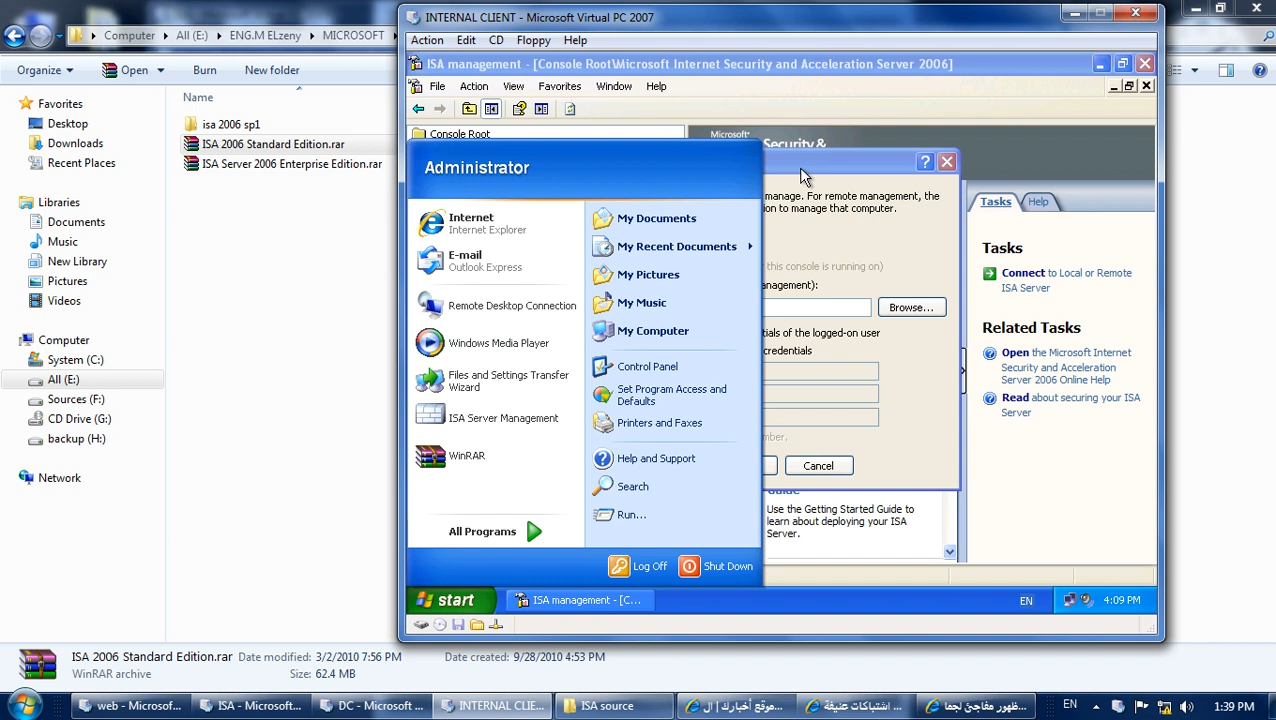 INTERNAL CLIENT - Microsoft Virtual PC 2007
Computer
All (E:)
ENG.M ELzeny
MICROSOFT
Action Edit CD Floppy Help
Organize
Open
Burn
New folder
ISA management - [Console Root\Microsoft Internet Security and Acceleration Server 2006]
File Action View Favorites Window Help
Favorites
Desktop
Downloads
Recent Places
Libraries
Documents
Music
New Library
Pictures
Videos
Computer
System (C:)
All (E:)
Sources (F:)
CD Drive (G:)
backup (H:)
Network
Name
isa 2006 sp1
ISA 2006 Standard Edition.rar
ISA Server 2006 Enterprise Edition.rar
Console Root
Microsoft
Security &
Administrator
Internet
Internet Explorer
E-mail
Outlook Express
Remote Desktop Connection
Windows Media Player
Files and Settings Transfer
Wizard
ISA Server Management
WinRAR
All Programs
My Documents
My Recent Documents
My Pictures
My Music
My Computer
Control Panel
Set Program Access and
Defaults
Printers and Faxes
Help and Support
Search
Run...
Log Off
Shut Down
manage. For remote management, the
ion to manage that computer.
this console is running on)
anagement):
Browse...
tials of the logged-on user
credentials
mber.
Cancel
Guide
Use the Getting Started Guide to
learn about deploying your ISA
Server.
Tasks
Help
Tasks
Connect to Local or Remote
ISA Server
Related Tasks
Open the Microsoft Internet
Security and Acceleration
Server 2006 Online Help
Read about securing your ISA
Server
start
ISA management - [C...
EN
4:09 PM
ISA 2006 Standard Edition.rar
WinRAR archive
Date modified: 3/2/2010 7:56 PM
Size: 62.4 MB
Date created: 9/28/2010 4:53 PM
web - Microsof...
ISA - Microsoft...
DC - Microsoft ...
INTERNAL CLIE...
ISA source
موقع أخبارك | ال...
اشتباكات عنيفة ...
ظهور مفاجئ لنجما...
EN
1:39 PM